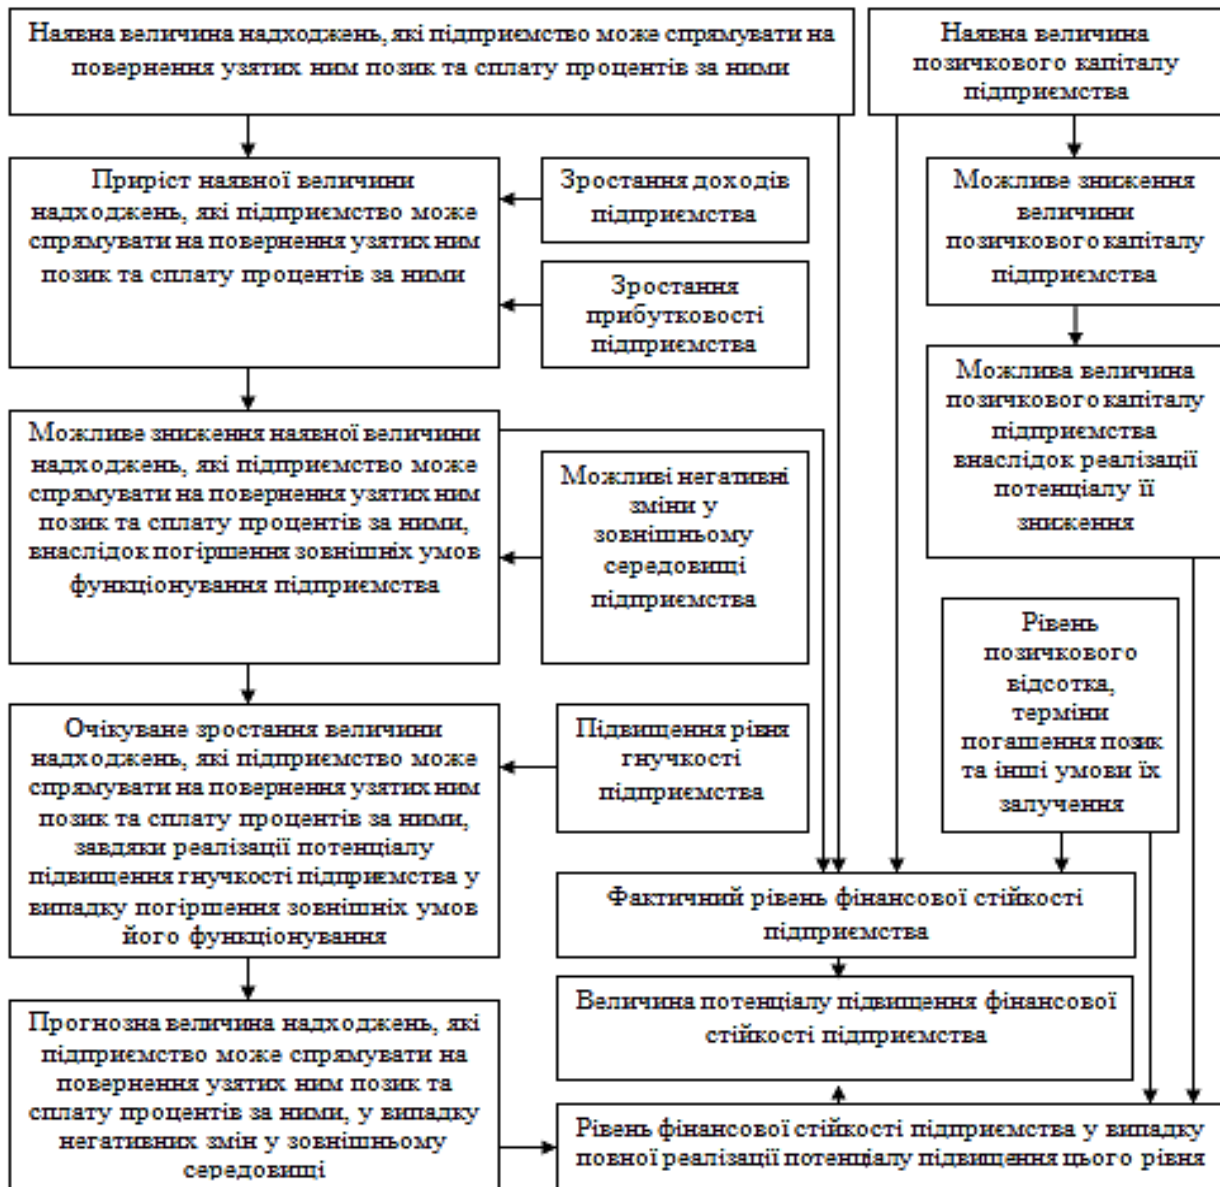 Наявна величина надходжень, які підприємство може спрямувати на
повернення узятих ним позик та сплату процентів за ними
Наявна величина
позичкового капіталу
підприємства
Приріст наявної величини
надходжень, які підприємство може
спрямувати на повернення узятих ним
позик та сплату процентів за ними
Зростання доходів
підприємства
Зростання
прибутковості
підприємства
Можливе зниження
величини
позичкового капіталу
підприємства
Можлива величина
позичкового капіталу
підприємства
внаслідок реалізації
потенціалу її
зниження
Можливе зниження наявної величини
надходжень, які підприємство може
спрямувати на повернення узятих ним
позик та сплату процентів за ними,
внаслідок погіршення зовнішніх умов
функціонування підприємства
Можливі негативні
зміни у
зовнішньому
середовищі
підприємства
Рівень
позичкового
відсотка,
терміни
погашення позик
та інші умови їх
залучення
Очікуване зростання величини
надходжень, які підприємство може
спрямувати на повернення узятих ним
позик та сплату процентів за ними,
завдяки реалізації потенціалу
підвищення гнучкості підприємства у
випадку погіршення зовнішніх умов
його функціонування
Підвищення рівня
гнучкості
підприємства
Фактичний рівень фінансової стійкості
підприємства
Величина потенціалу підвищення фінансової
стійкості підприємства
Прогнозна величина надходжень, які
підприємство може спрямувати на
повернення узятих ним позик та
сплату процентів за ними, у випадку
негативних змін у зовнішньому
середовищі
Рівень фінансової стійкості підприємства у випадку
повної реалізації потенціалу підвищення цього рівня